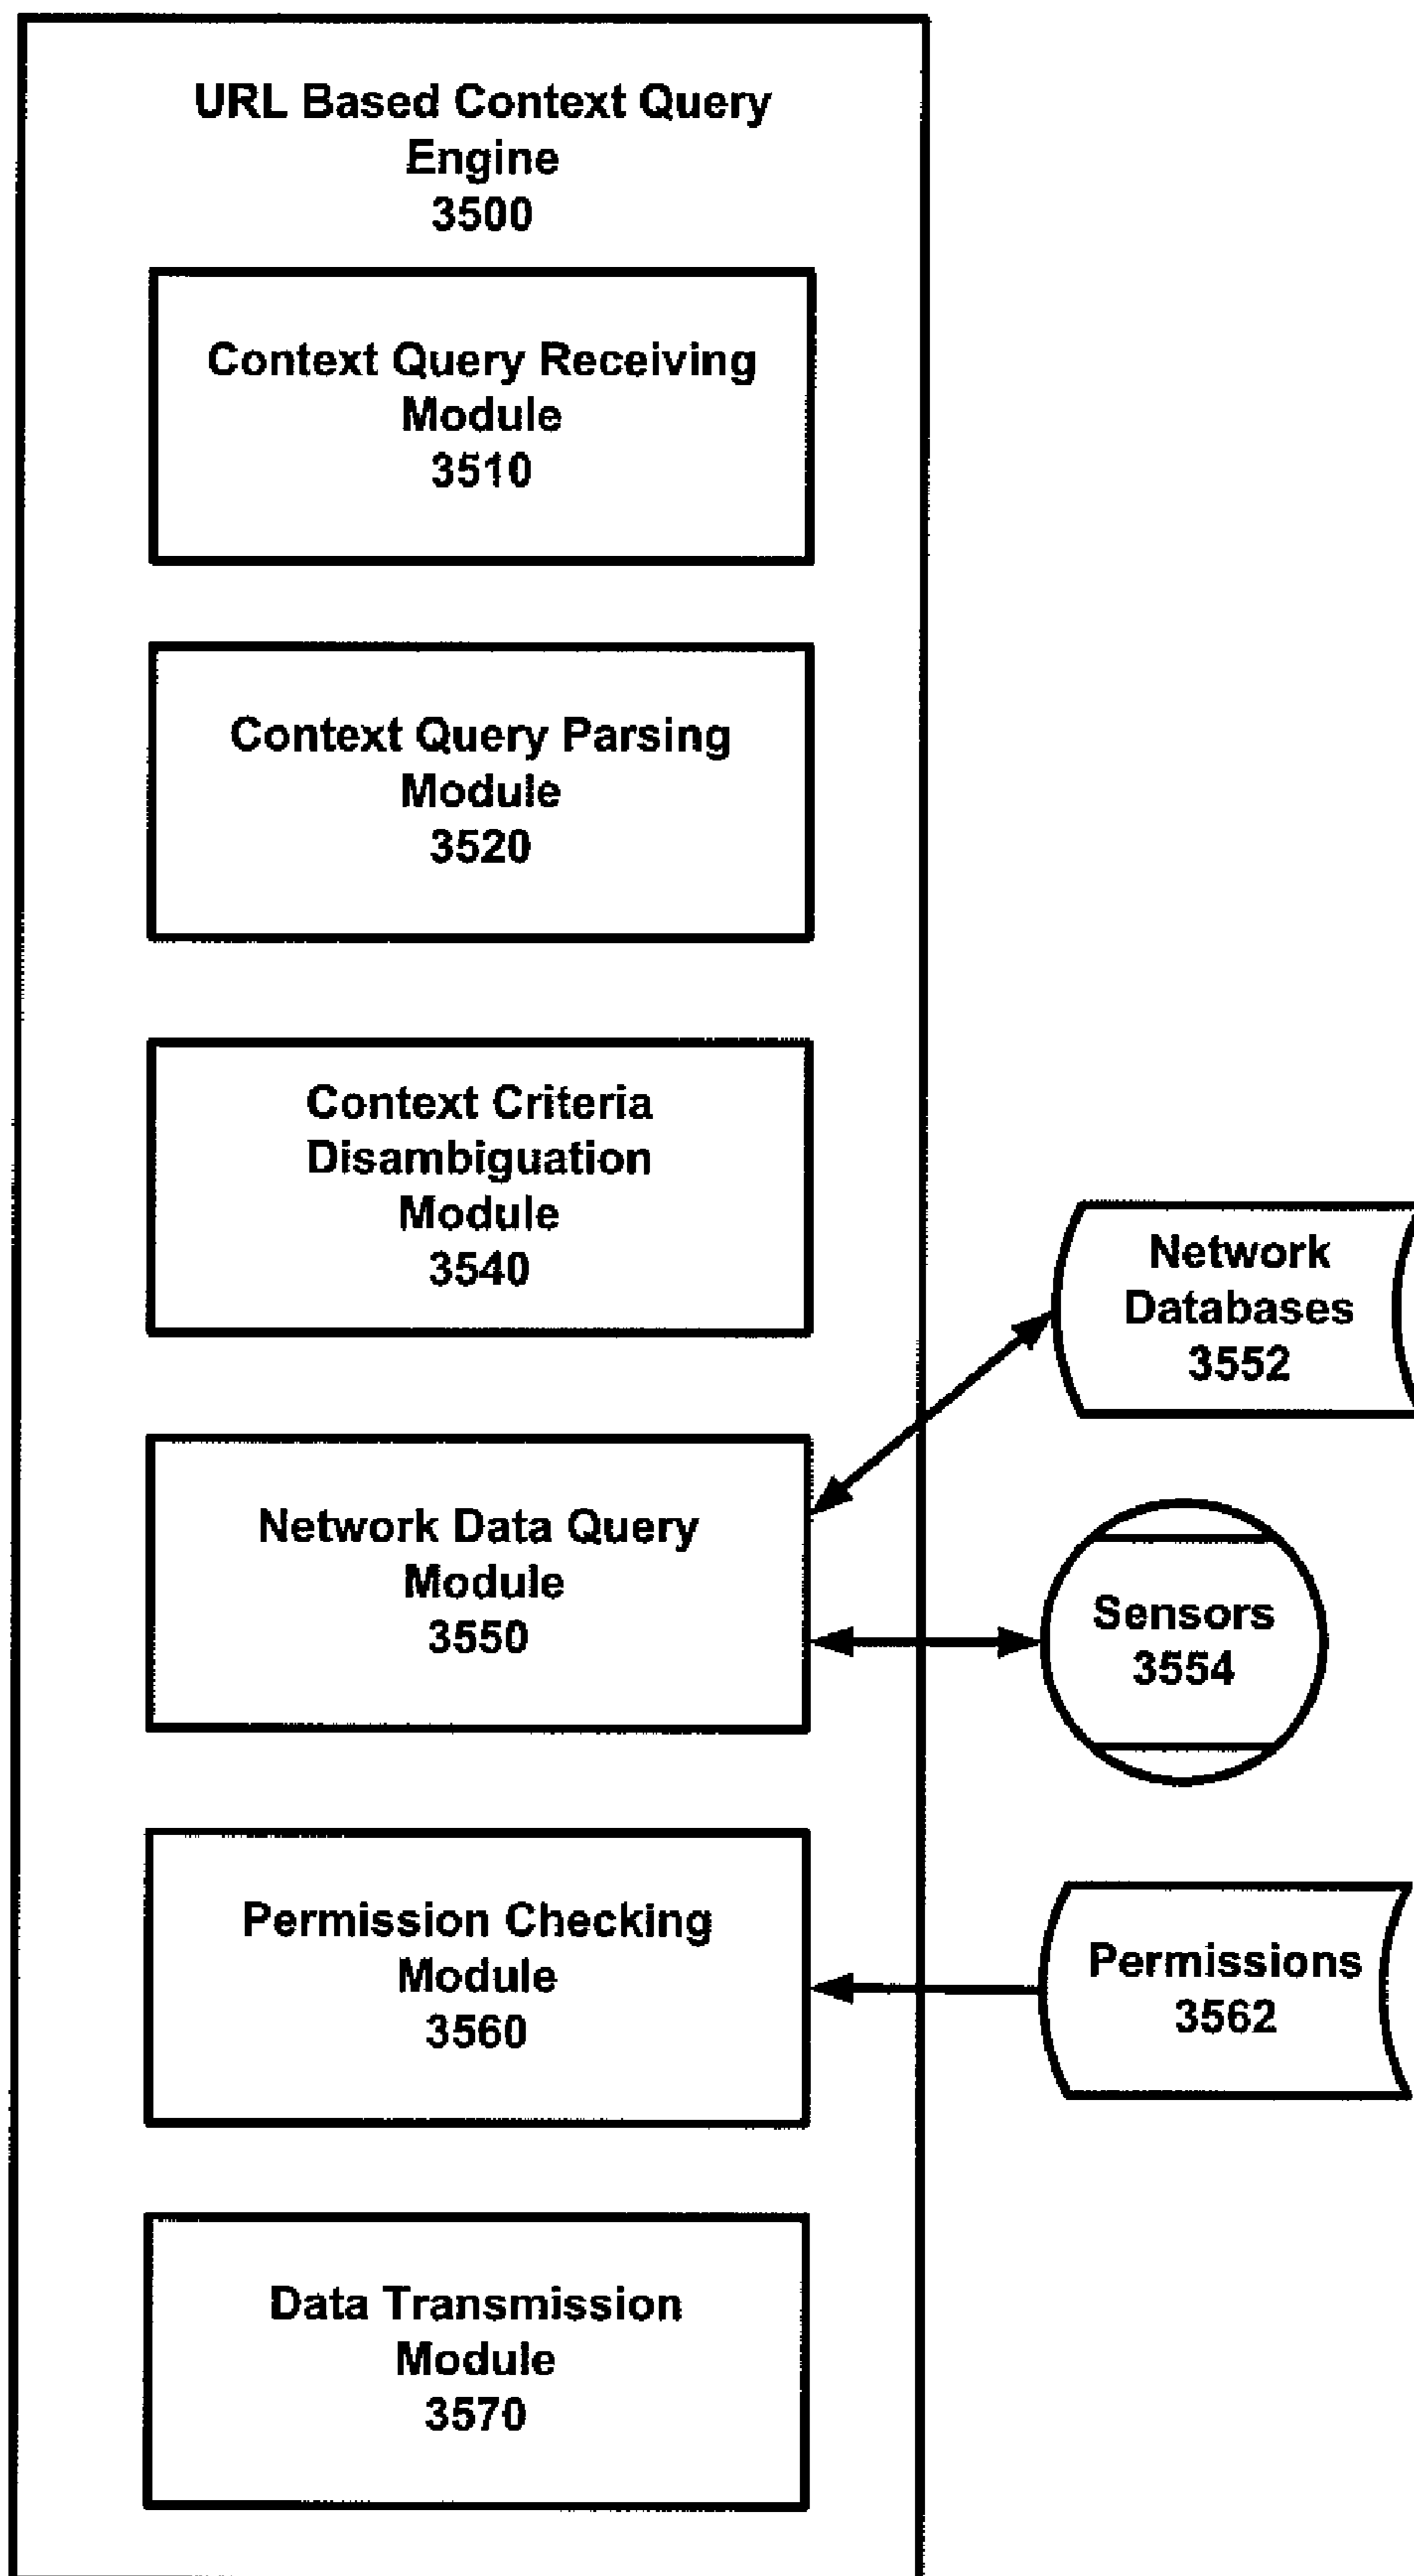 URL Based Context Query
Engine
3500
Context Query Receiving
Module
3510
Context Query Parsing
Module
3520
Context Criteria
Disambiguation
Module
3540
Network Data Query
Module
3550
Network
Databases
3552
Sensors
3554
Permission Checking
Module
3560
Permissions
3562
Data Transmission
Module
3570